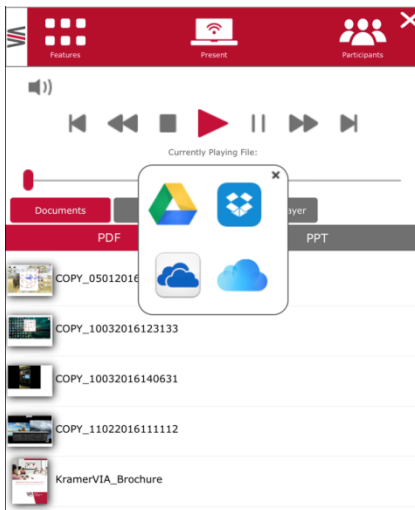 Features Present Participants
Currently Playing File:
Documents ayer
PDF PPT
COPY_05012016
COPY_10032016123133
COPY_10032016140631
COPY_11022016111112
KramerVIA_Brochure